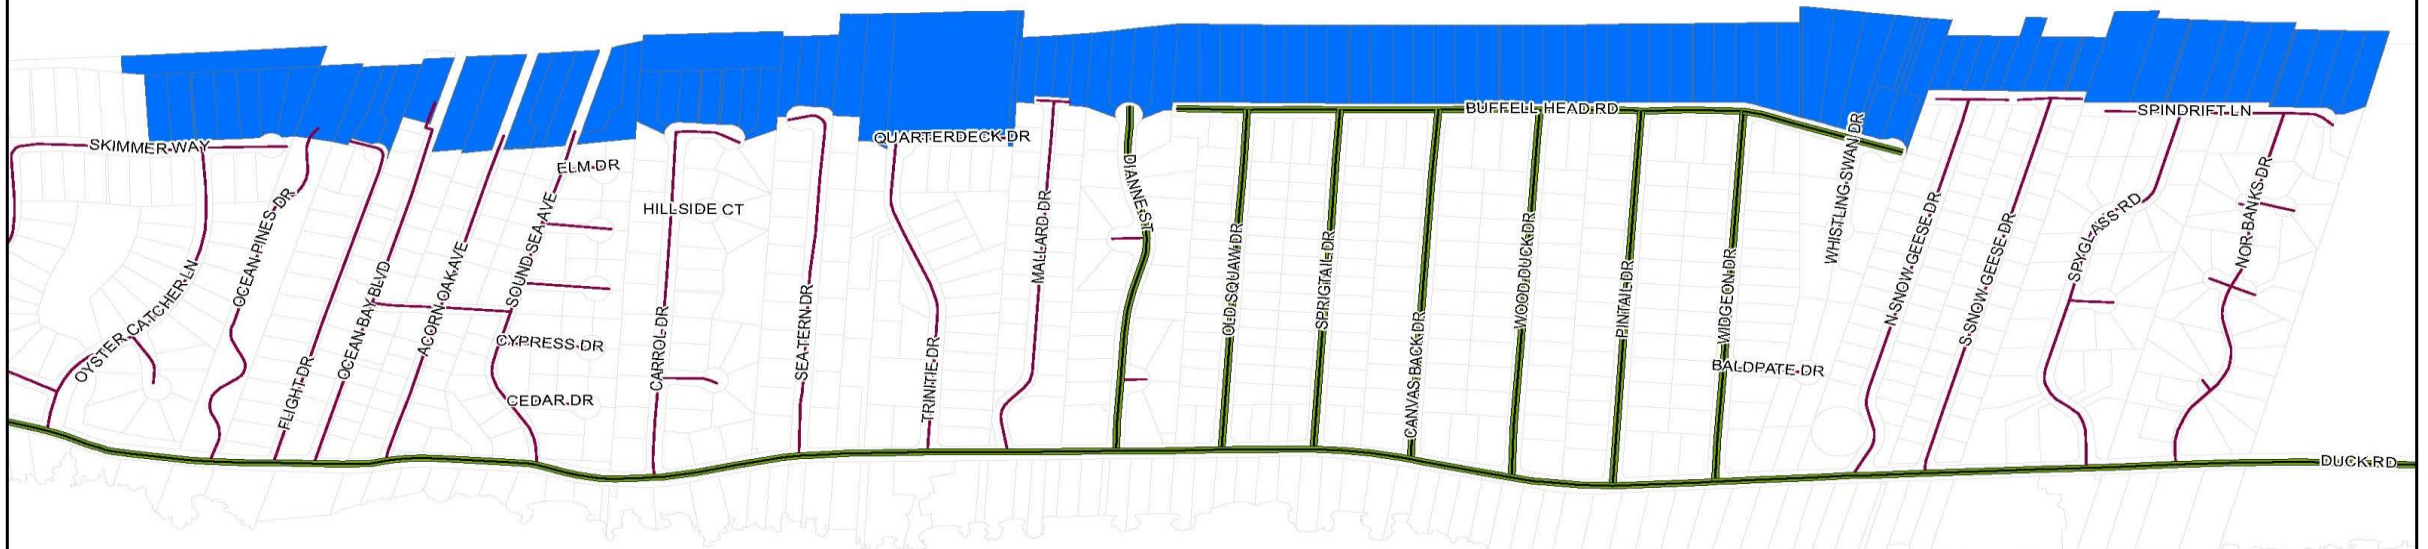 SKIMMER WAY
OYSTER CATCHER LN
OCEAN PINES DR
FLIGHT DR
OCEAN BAY BLVD
ACORN OAK AVE
SOUND SEA AVE
ELM DR
CYPRESS DR
CEDAR DR
HILLSIDE CT
CARROL DR
SEA TERN DR
QUARTERDECK DR
TRINITIE DR
MALLARD DR
DIANNE ST
BUFFELL HEAD RD
OLD SQUAW DR
SPRIGTAIL DR
CANVAS BACK DR
WOOD DUCK DR
PINTAIL DR
WIDGEON DR
BALDPATE DR
WHISTLING SWAN DR
N SNOW GEESE DR
S SNOW GEESE DR
SPINDRIFT LN
SPYGLASS RD
NOR BANKS DR
DUCK RD